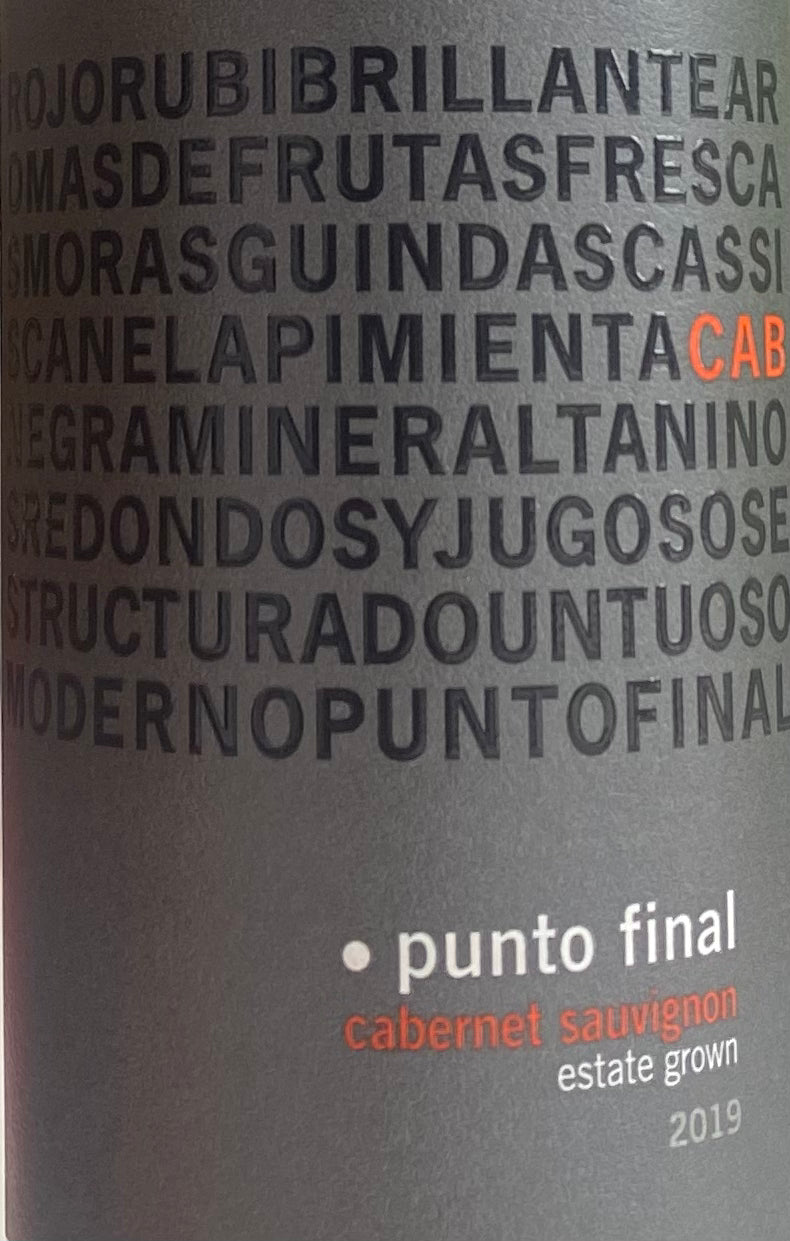 ROJORUBIBRILLANTEAR
OMASDEFRUTASFRESCA
SMORASGUINDASCASSI
SCANELAPIMIENTACAB
NEGRAMINERALTANINO
SREDONDOSYJUGOSOSE
STRUCTURADOUNTUOSO
MODERNOPUNTOFINAL
• punto final
cabernet sauvignon
estate grown
2019